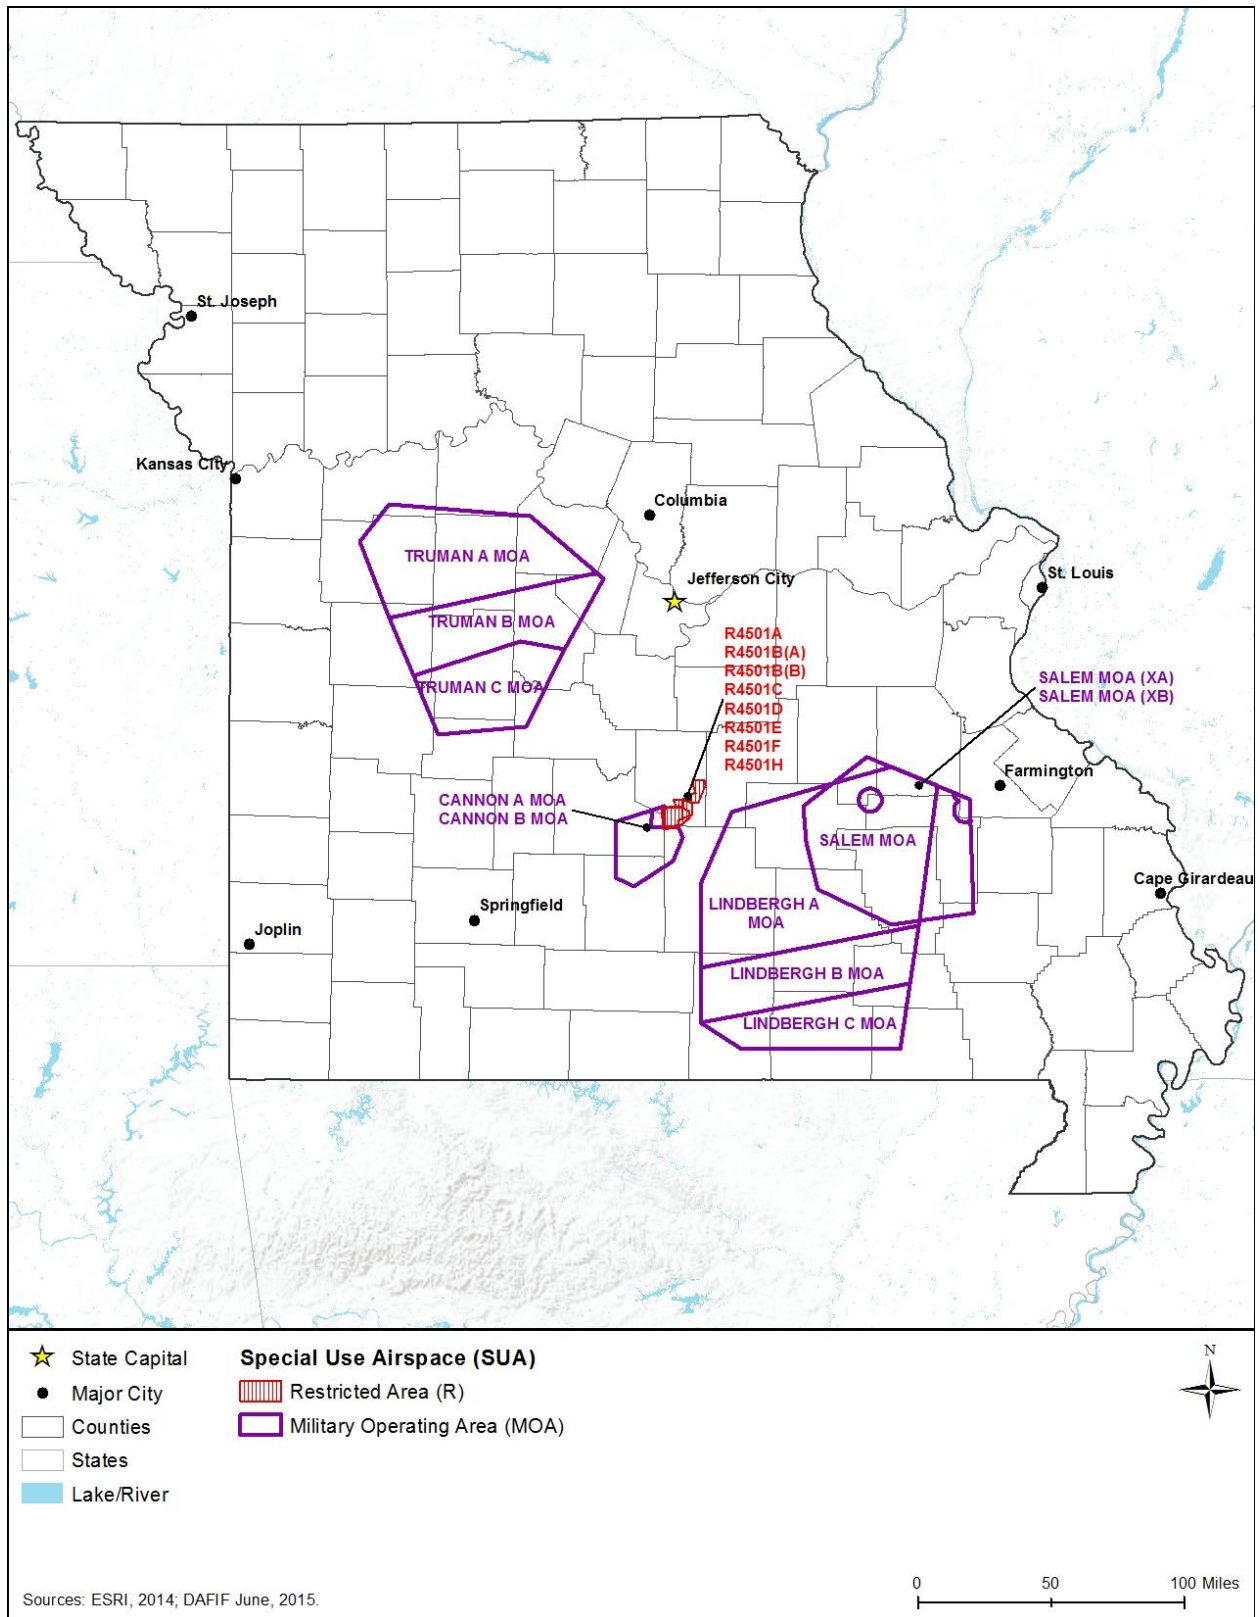 St. Joseph
Kansas City
Columbia
TRUMAN A MOA
Jefferson City
St. Louis
TRUMAN B MOA
R4501A
R4501B(A)
R4501B(B)
R4501C
R4501D
R4501E
R4501F
R4501H
SALEM MOA (XA)
SALEM MOA (XB)
TRUMAN C MOA
Farmington
CANNON A MOA
CANNON B MOA
SALEM MOA
Cape Girardeau
Springfield
LINDBERGH A
MOA
Joplin
LINDBERGH B MOA
LINDBERGH C MOA
State Capital
Major City
Counties
States
Lake/River
Special Use Airspace (SUA)
Restricted Area (R)
Military Operating Area (MOA)
N
0 50 100 Miles
Sources: ESRI, 2014; DAFIF June, 2015.